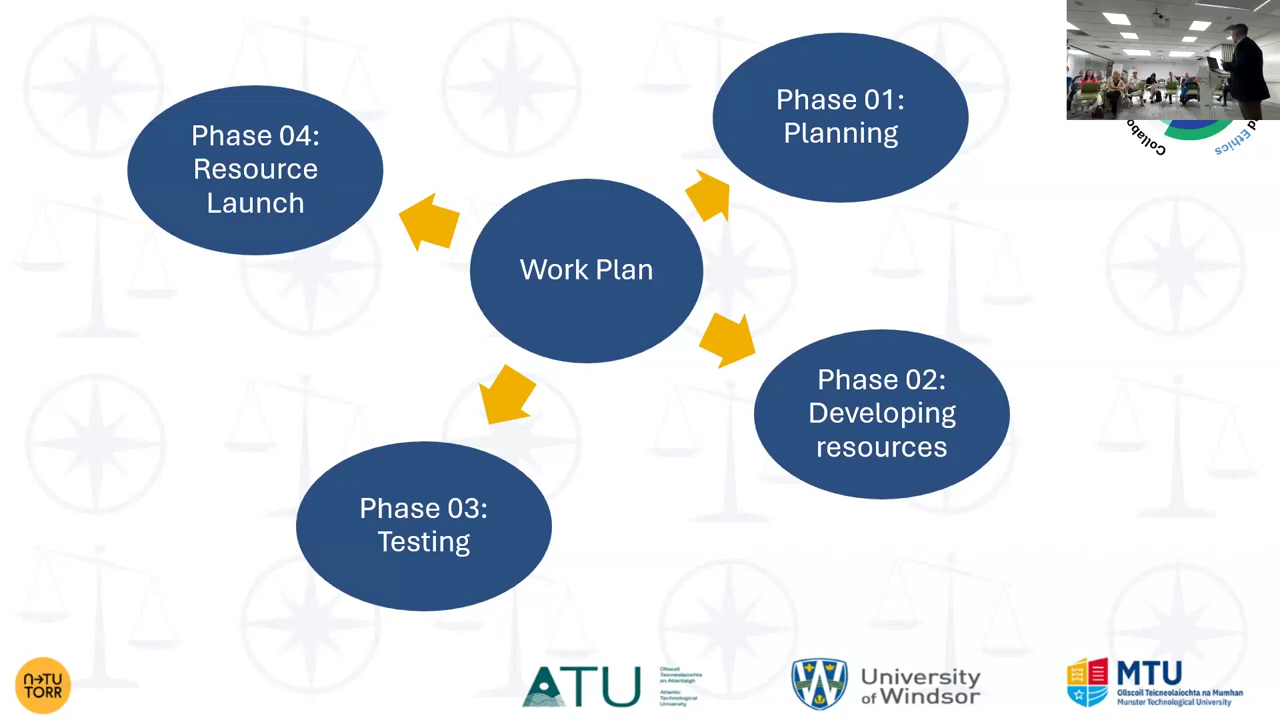 Phase 01:
Planning
Phase 04:
Resource
Launch
Work Plan
Phase 02:
Developing
resources
Phase 03:
Testing
Ethics
N→TU
TORR
ATU
Ollscoil
Teicneolaíochta
an Atlantaigh
Atlantic
Technological
University
University
of Windsor
MTU
Ollscoil Teicneolaíochta na Mumhan
Munster Technological University